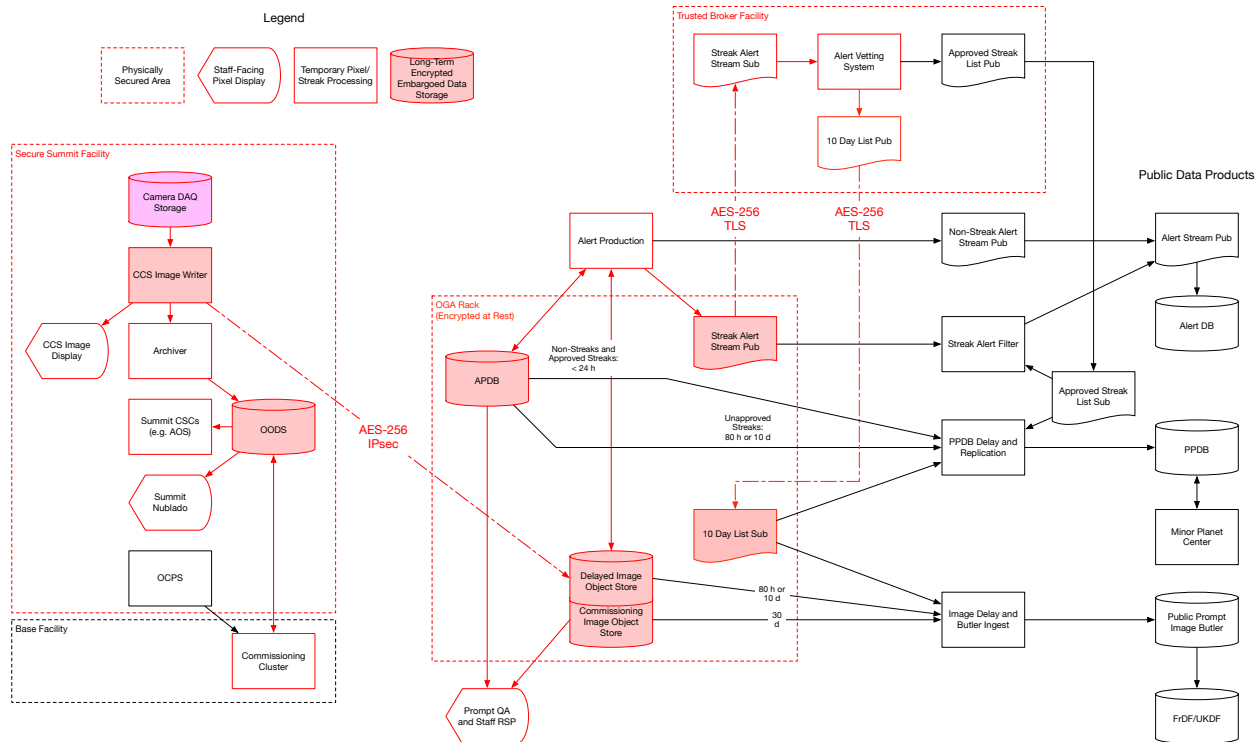 Legend
Physically
Secured Area
Staff-Facing
Pixel Display
Temporary Pixel/
Streak Processing
Long-Term
Encrypted
Embargoed Data
Storage
Trusted Broker Facility
Streak Alert
Stream Sub
Alert Vetting
System
Approved Streak
List Pub
10 Day List Pub
Secure Summit Facility
Camera DAQ
Storage
CCS Image Writer
CCS Image
Display
Archiver
Summit CSCs
(e.g. AOS)
OODS
Summit
Nublado
OCPS
Base Facility
Commissioning
Cluster
AES-256
IPsec
AES-256
TLS
AES-256
TLS
Alert Production
OGA Rack
(Encrypted at Rest)
Streak Alert
Stream Pub
Non-Streaks and
Approved Streaks:
< 24 h
APDB
Unapproved
Streaks:
80 h or 10 d
10 Day List Sub
Delayed Image
Object Store
Commissioning
Image Object
Store
80 h or
10 d
30
d
Prompt QA
and Staff RSP
Non-Streak Alert
Stream Pub
Streak Alert Filter
Approved Streak
List Sub
PPDB Delay and
Replication
Image Delay and
Butler Ingest
Public Data Products
Alert Stream Pub
Alert DB
PPDB
Minor Planet
Center
Public Prompt
Image Butler
FrDF/UKDF